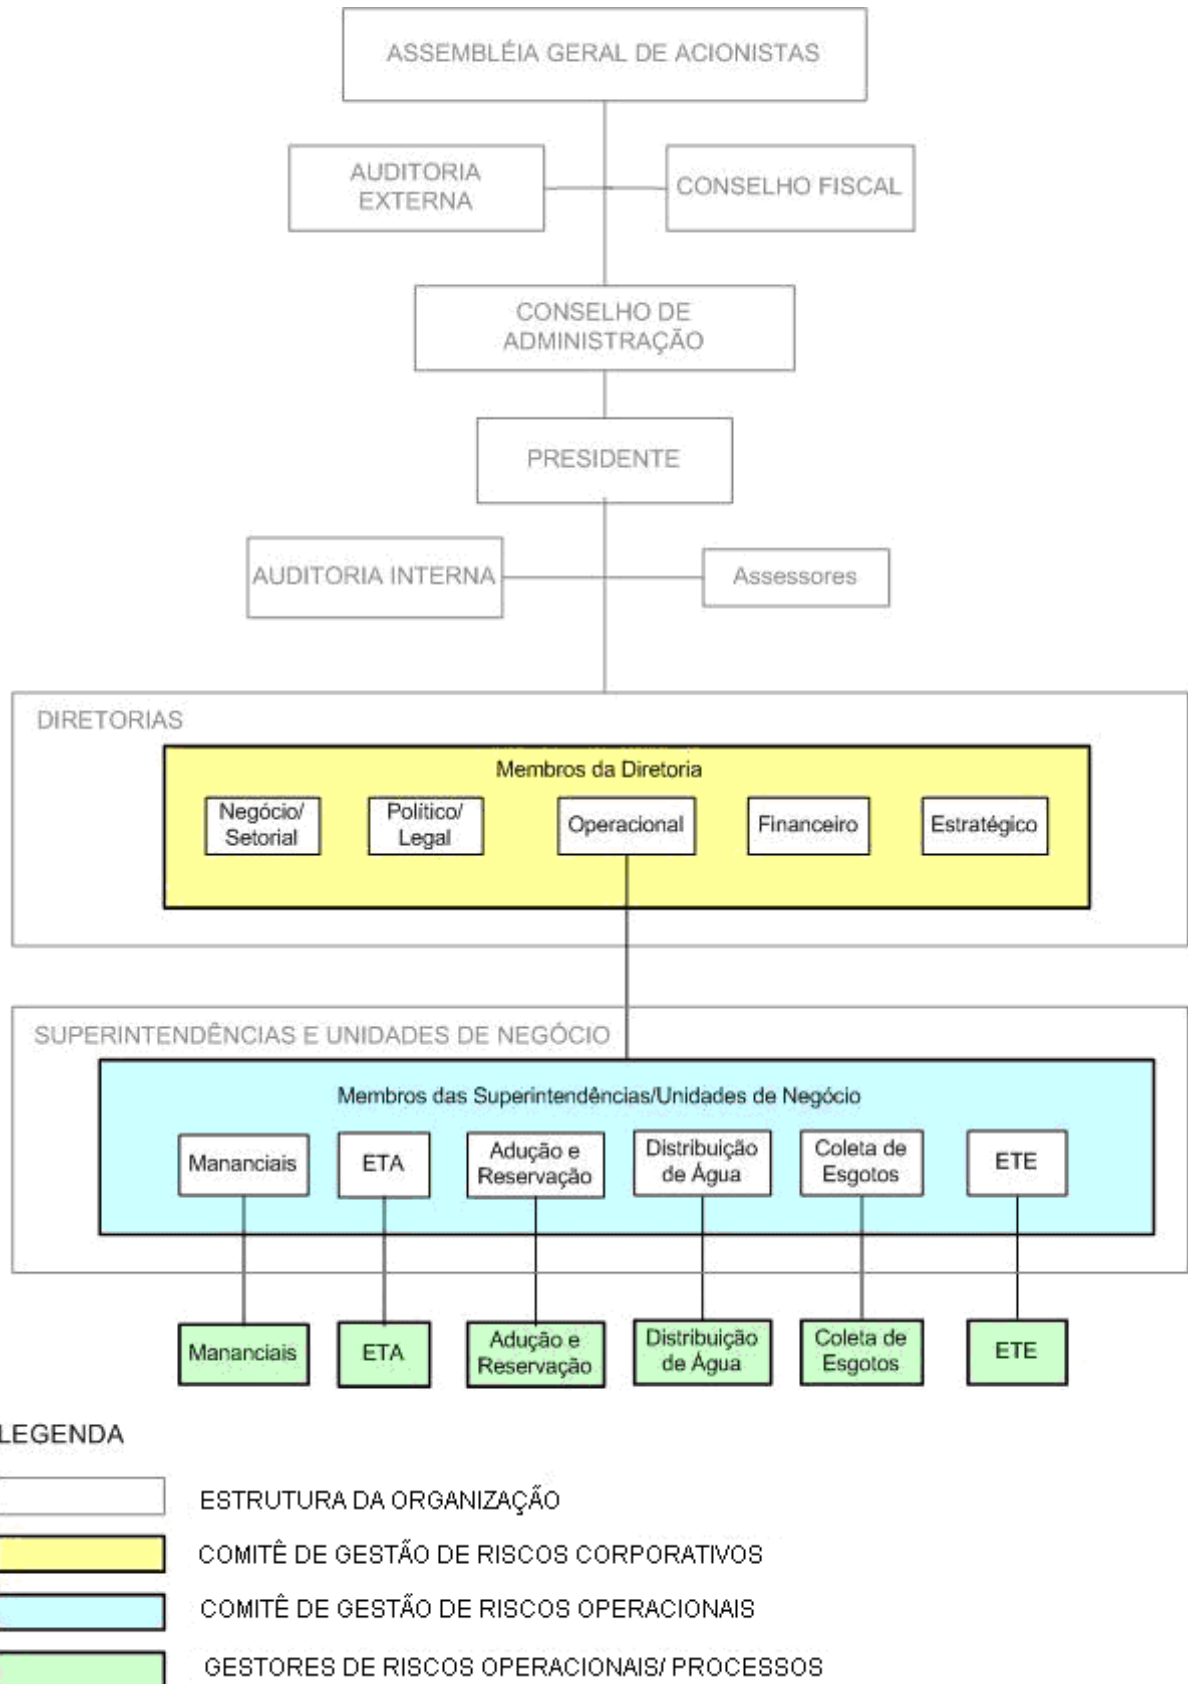 ASSEMBLÉIA GERAL DE ACIONISTAS
AUDITORIA
EXTERNA
CONSELHO FISCAL
CONSELHO DE
ADMINISTRAÇÃO
PRESIDENTE
AUDITORIA INTERNA
Assessores
DIRETORIAS
Membros da Diretoria
Negócio/
Setorial
Político/
Legal
Operacional
Financeiro
Estratégico
SUPERINTENDÊNCIAS E UNIDADES DE NEGÓCIO
Membros das Superintendências/Unidades de Negócio
Mananciais
ETA
Adução e
Reservação
Distribuição
de Água
Coleta de
Esgotos
ETE
Mananciais
ETA
Adução e
Reservação
Distribuição
de Água
Coleta de
Esgotos
ETE
LEGENDA
ESTRUTURA DA ORGANIZAÇÃO
COMITÊ DE GESTÃO DE RISCOS CORPORATIVOS
COMITÊ DE GESTÃO DE RISCOS OPERACIONAIS
GESTORES DE RISCOS OPERACIONAIS/ PROCESSOS